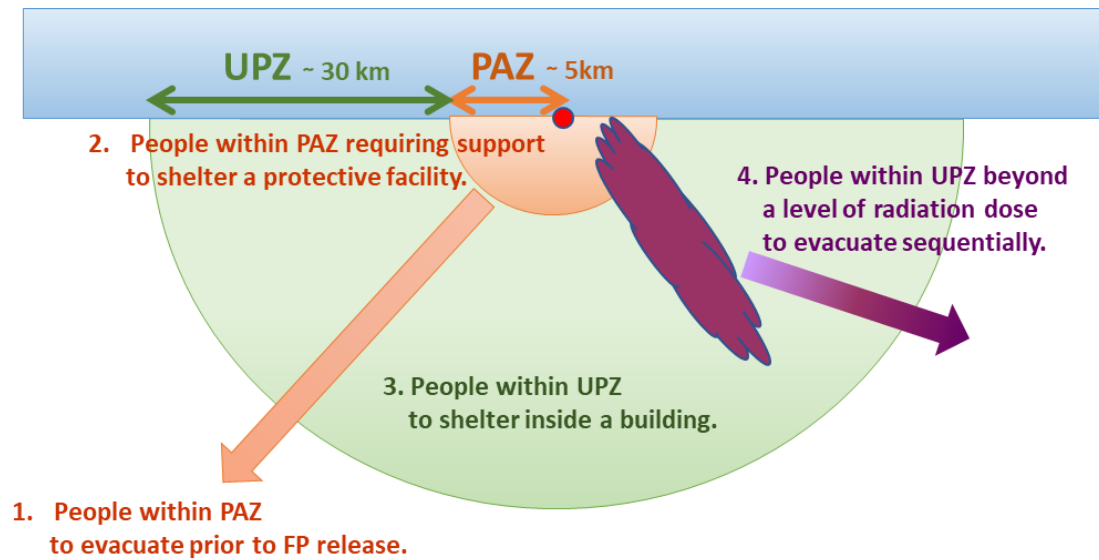 UPZ ~ 30 km
PAZ ~ 5km
2. People within PAZ requiring support
to shelter a protective facility.
4. People within UPZ beyond
a level of radiation dose
to evacuate sequentially.
3. People within UPZ
to shelter inside a building.
1. People within PAZ
to evacuate prior to FP release.